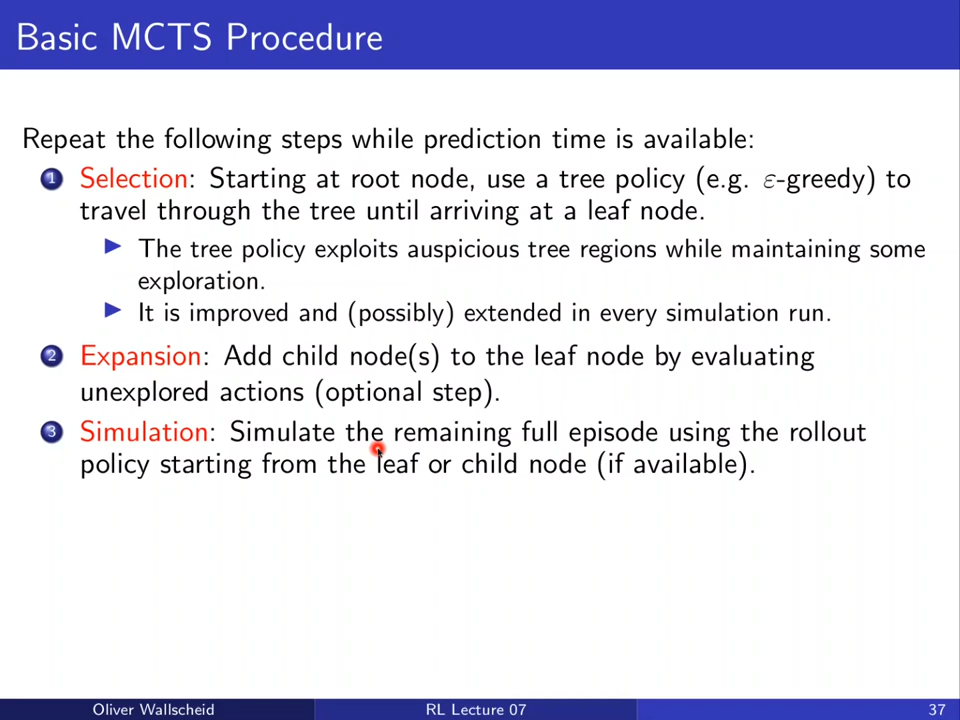 Basic MCTS Procedure
Repeat the following steps while prediction time is available:
1 Selection: Starting at root node, use a tree policy (e.g. ε-greedy) to
travel through the tree until arriving at a leaf node.
The tree policy exploits auspicious tree regions while maintaining some
exploration.
It is improved and (possibly) extended in every simulation run.
2 Expansion: Add child node(s) to the leaf node by evaluating
unexplored actions (optional step).
3 Simulation: Simulate the remaining full episode using the rollout
policy starting from the leaf or child node (if available).
Oliver Wallscheid
RL Lecture 07
37